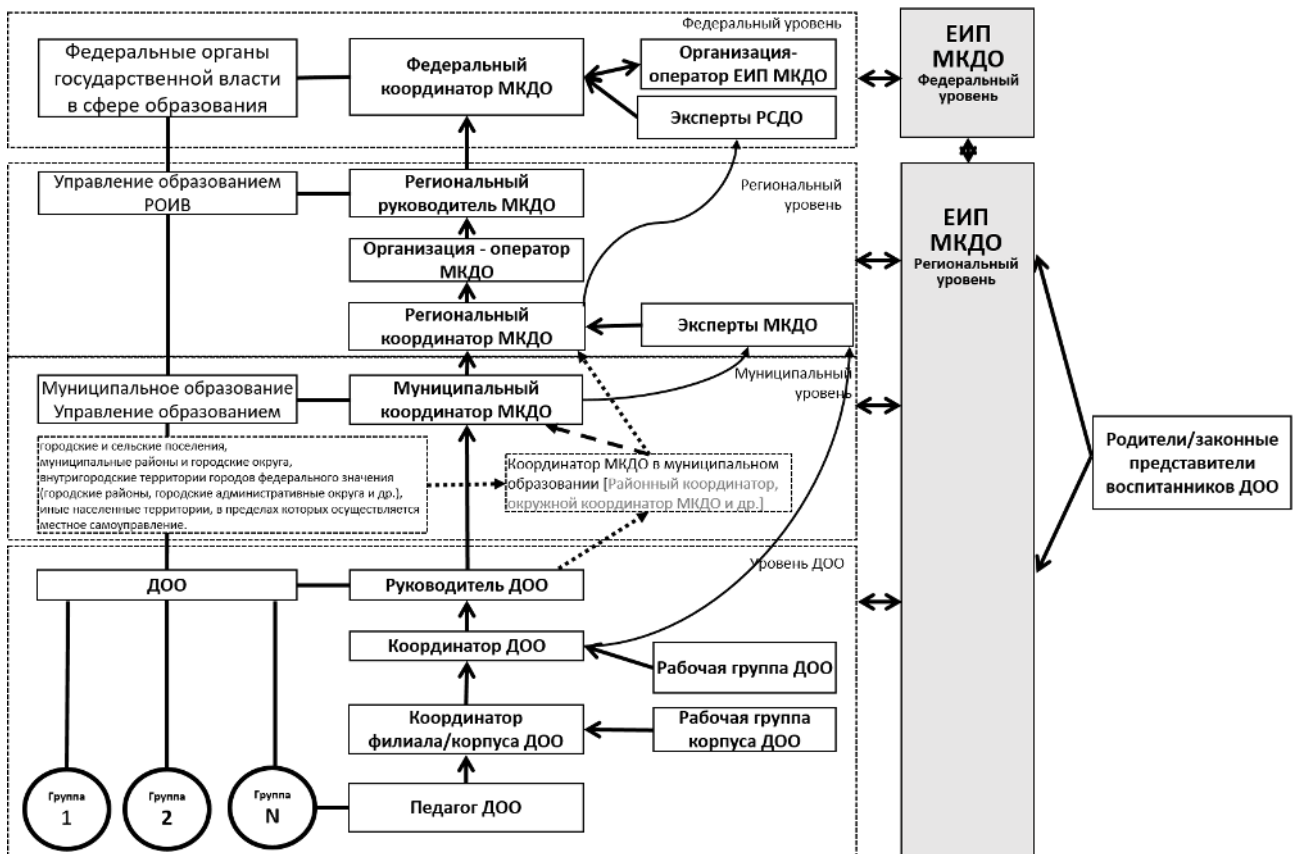 Федеральный уровень
Федеральные органы
государственной власти
в сфере образования
Федеральный
координатор МКДО
Организация-
оператор ЕИП МКДО
Эксперты РСДО
ЕИП
МКДО
Федеральный
уровень
Управление образованием
РОИВ
Региональный
руководитель МКДО
Региональный
уровень
Организация - оператор
МКДО
Региональный
координатор МКДО
Эксперты МКДО
ЕИП
МКДО
Региональный
уровень
Муниципальное образование
Управление образованием
Муниципальный
координатор МКДО
Муниципальный
уровень
городские и сельские поселения,
муниципальные районы и городские округа,
внутригородские территории городов федерального значения
(городские районы, городские административные округа и др.),
иные населенные территории, в пределах которых осуществляется
местное самоуправление.
Координатор МКДО в муниципальном
образовании [Районный координатор,
окружной координатор МКДО и др.]
Родители/законные
представители
воспитанников ДОО
Уровень ДОО
ДОО
Руководитель ДОО
Координатор ДОО
Рабочая группа ДОО
Координатор
филиала/корпуса ДОО
Рабочая группа
корпуса ДОО
Группа
1
Группа
2
Группа
N
Педагог ДОО